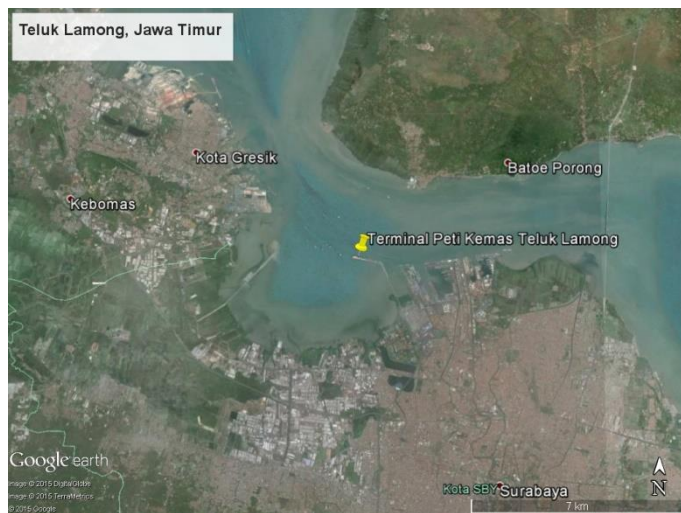 Teluk Lamong, Jawa Timur
Kota Gresik
Batoe Porong
Kebomas
Terminal Peti Kemas Teluk Lamong
Google earth
Image © 2015 DigitalGlobe
Image © 2015 TerraMetrics
© 2015 Google
Kota SBY
Surabaya
N
7 km